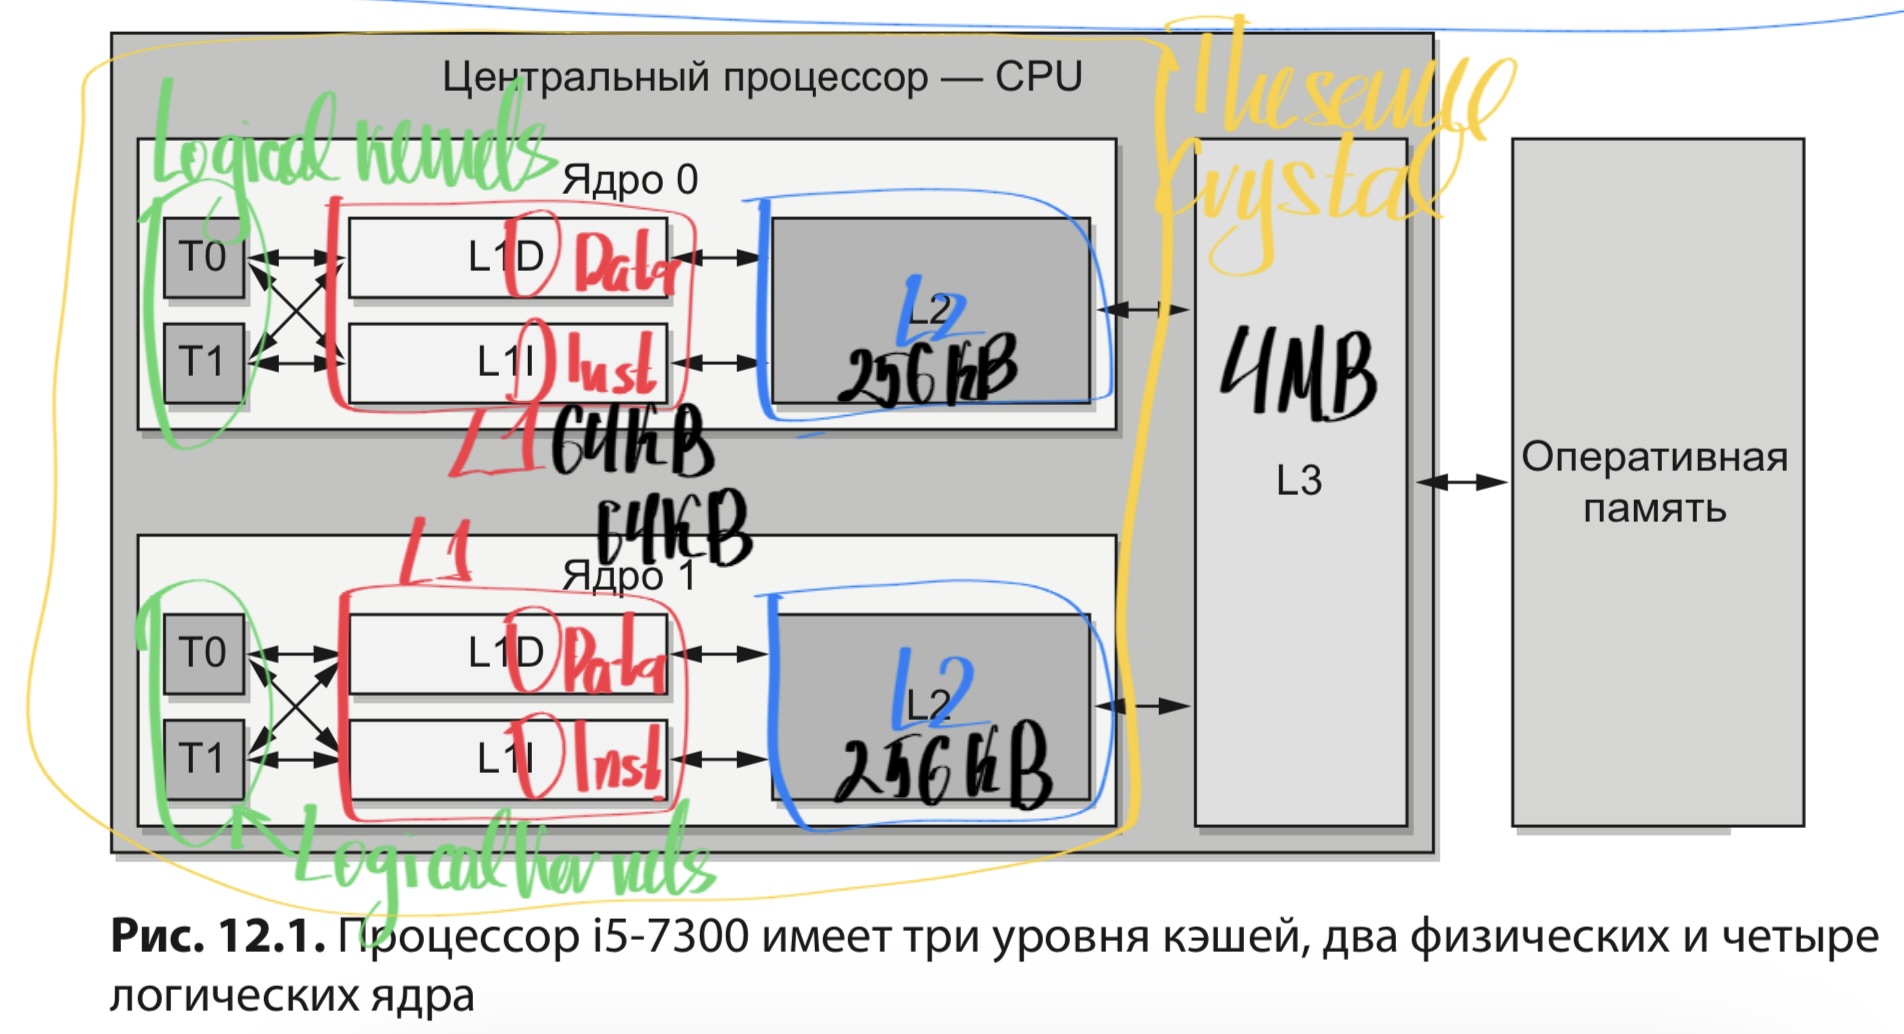 Центральный процессор — CPU
The same
Crystal
Logical kernels
Ядро 0
T0
L1D Data
L2
L2
256 KB
T1
L1I Inst
L1 64KB
4MB
L3
Оперативная
память
64KB
L1
Ядро 1
T0
L1D Data
L2
L2
256 KB
T1
L1I Inst
Logical kernels
Рис. 12.1. Процессор i5-7300 имеет три уровня кэшей, два физических и четыре
логических ядра